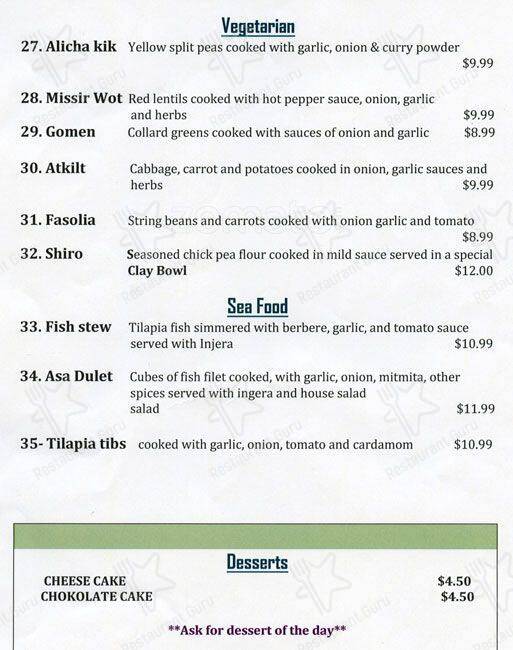 Vegetarian
27. Alicha kik Yellow split peas cooked with garlic, onion & curry powder
$9.99
28. Missir Wot Red lentils cooked with hot pepper sauce, onion, garlic
and herbs $9.99
29. Gomen Collard greens cooked with sauces of onion and garlic $8.99
30. Atkilt Cabbage, carrot and potatoes cooked in onion, garlic sauces and
herbs $9.99
31. Fasolia String beans and carrots cooked with onion garlic and tomato
$8.99
32. Shiro Seasoned chick pea flour cooked in mild sauce served in a special
Clay Bowl $12.00
Sea Food
33. Fish stew Tilapia fish simmered with berbere, garlic, and tomato sauce
served with Injera $10.99
34. Asa Dulet Cubes of fish filet cooked, with garlic, onion, mitmita, other
spices served with ingera and house salad
salad $11.99
35- Tilapia tibs cooked with garlic, onion, tomato and cardamom $10.99
Desserts
CHEESE CAKE $4.50
CHOKOLATE CAKE $4.50
**Ask for dessert of the day**
Restaurant Guru